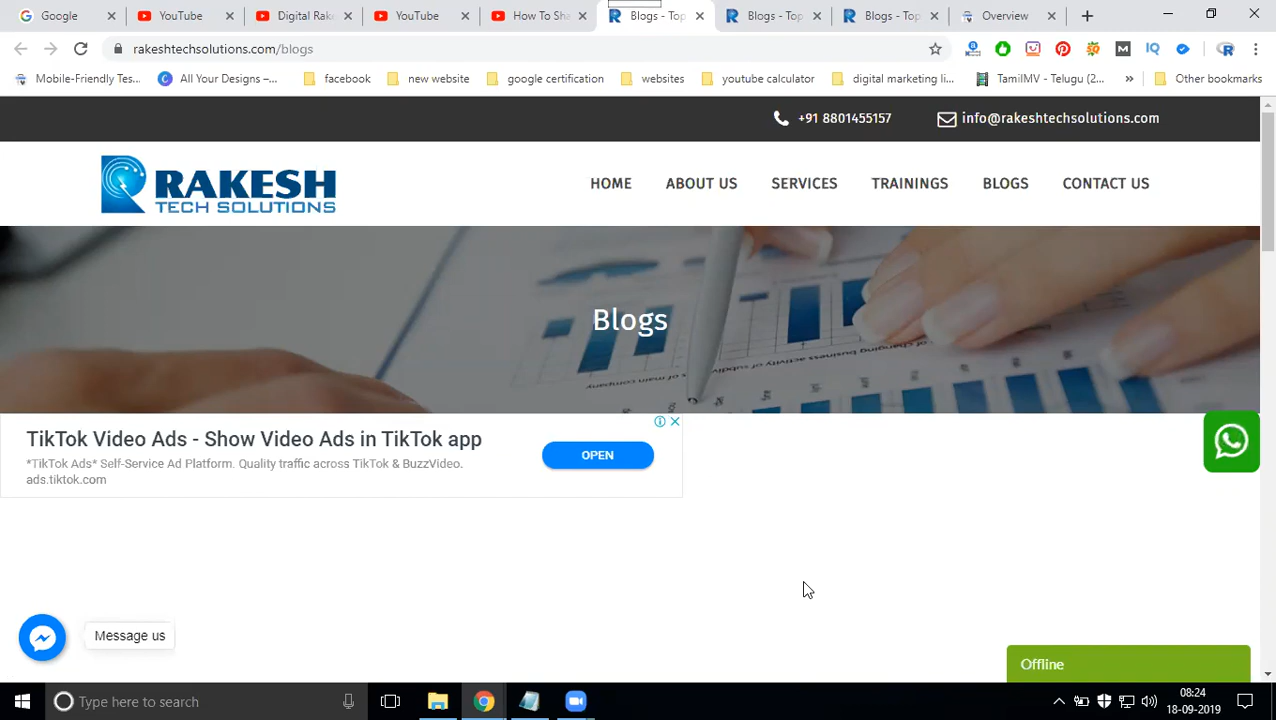 Google
YouTube
Digital Rak
YouTube
How To Sha
Blogs - Top
Blogs - Top
Blogs - Top
Overview
rakeshtechsolutions.com/blogs
Mobile-Friendly Tes...
All Your Designs –...
facebook
new website
google certification
websites
youtube calculator
digital marketing li...
TamilMV - Telugu (2...
»
Other bookmarks
+91 8801455157
info@rakeshtechsolutions.com
RAKESH
TECH SOLUTIONS
HOME
ABOUT US
SERVICES
TRAININGS
BLOGS
CONTACT US
Blogs
TikTok Video Ads - Show Video Ads in TikTok app
*TikTok Ads* Self-Service Ad Platform. Quality traffic across TikTok & BuzzVideo.
ads.tiktok.com
OPEN
Message us
Offline
Type here to search
08:24
18-09-2019